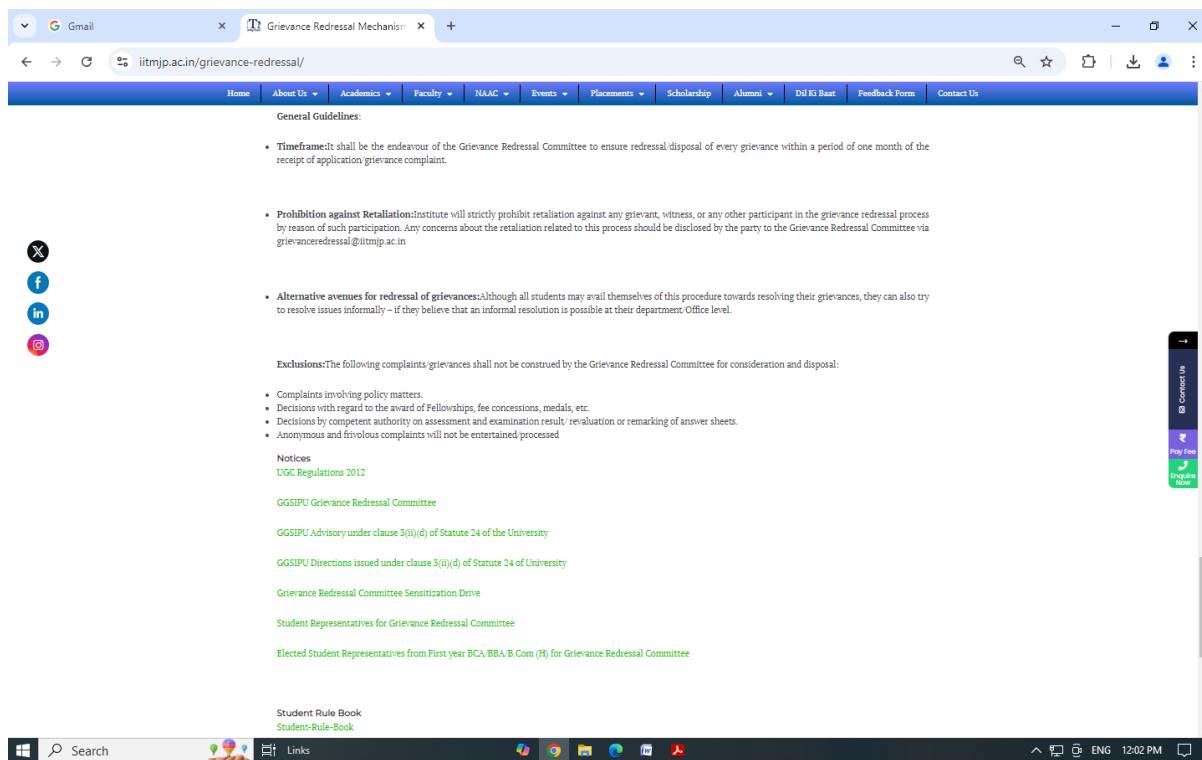 Gmail
Grievance Redressal Mechanism
iitmjp.ac.in/grievance-redressal/
Home About Us Academics Faculty NAAC Events Placements Scholarship Alumni Dil Ki Baat Feedback Form Contact Us
General Guidelines:
Timeframe:It shall be the endeavour of the Grievance Redressal Committee to ensure redressal/disposal of every grievance within a period of one month of the
receipt of application/grievance complaint.
Prohibition against Retaliation:Institute will strictly prohibit retaliation against any grievant, witness, or any other participant in the grievance redressal process
by reason of such participation. Any concerns about the retaliation related to this process should be disclosed by the party to the Grievance Redressal Committee via
grievanceredressal@iitmjp.ac.in
Alternative avenues for redressal of grievances:Although all students may avail themselves of this procedure towards resolving their grievances, they can also try
to resolve issues informally – if they believe that an informal resolution is possible at their department/Office level.
Exclusions:The following complaints/grievances shall not be construed by the Grievance Redressal Committee for consideration and disposal:
Complaints involving policy matters.
Decisions with regard to the award of Fellowships, fee concessions, medals, etc.
Decisions by competent authority on assessment and examination result/ revaluation or remarking of answer sheets.
Anonymous and frivolous complaints will not be entertained/processed
Notices
UGC Regulations 2012
GGSIPU Grievance Redressal Committee
GGSIPU Advisory under clause 3(ii)(d) of Statute 24 of the University
GGSIPU Directions issued under clause 3(ii)(d) of Statute 24 of University
Grievance Redressal Committee Sensitization Drive
Student Representatives for Grievance Redressal Committee
Elected Student Representatives from First year BCA/BBA/B.Com (H) for Grievance Redressal Committee
Student Rule Book
Student-Rule-Book
Contact Us
₹
Pay Fee
Enquire
Now
Search
Links
ENG 12:02 PM